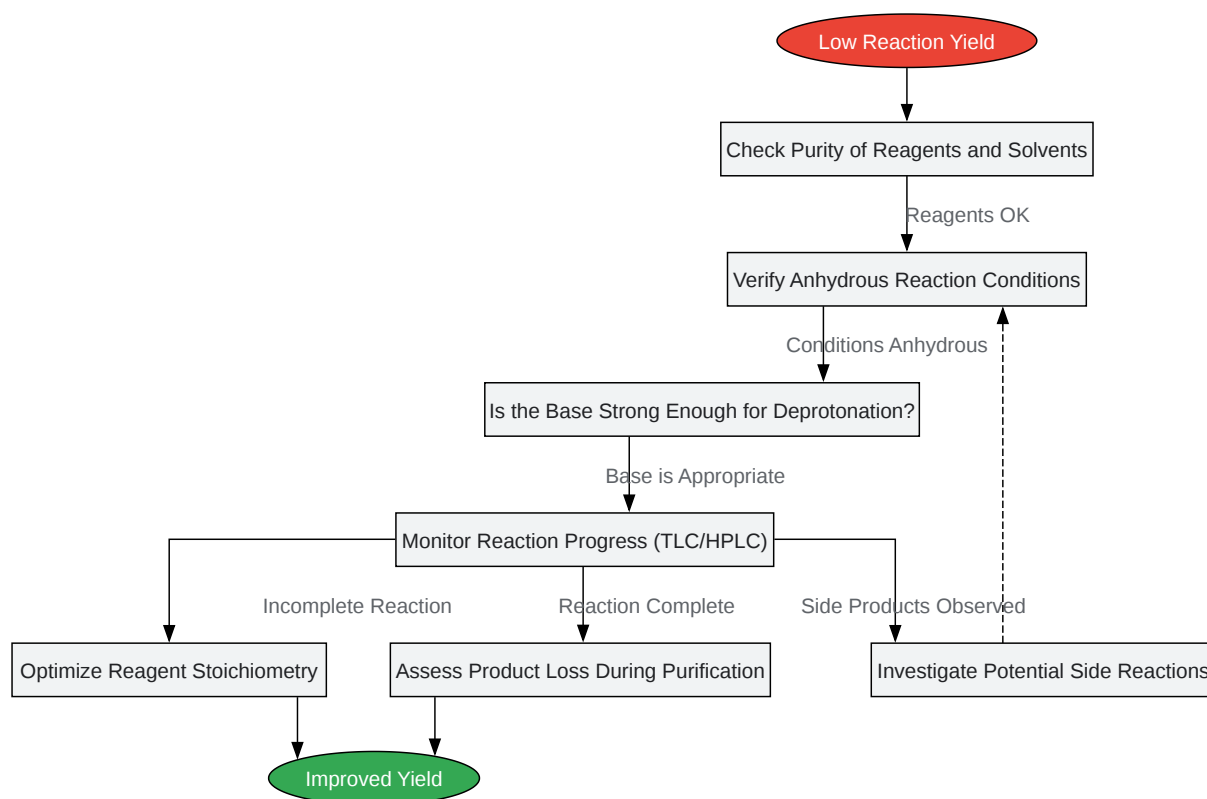 Low Reaction Yield
Check Purity of Reagents and Solvents
Reagents OK
Verify Anhydrous Reaction Conditions
Conditions Anhydrous
Is the Base Strong Enough for Deprotonation?
Base is Appropriate
Monitor Reaction Progress (TLC/HPLC)
Incomplete Reaction
Reaction Complete
Side Products Observed
Optimize Reagent Stoichiometry
Assess Product Loss During Purification
Investigate Potential Side Reactions
Improved Yield